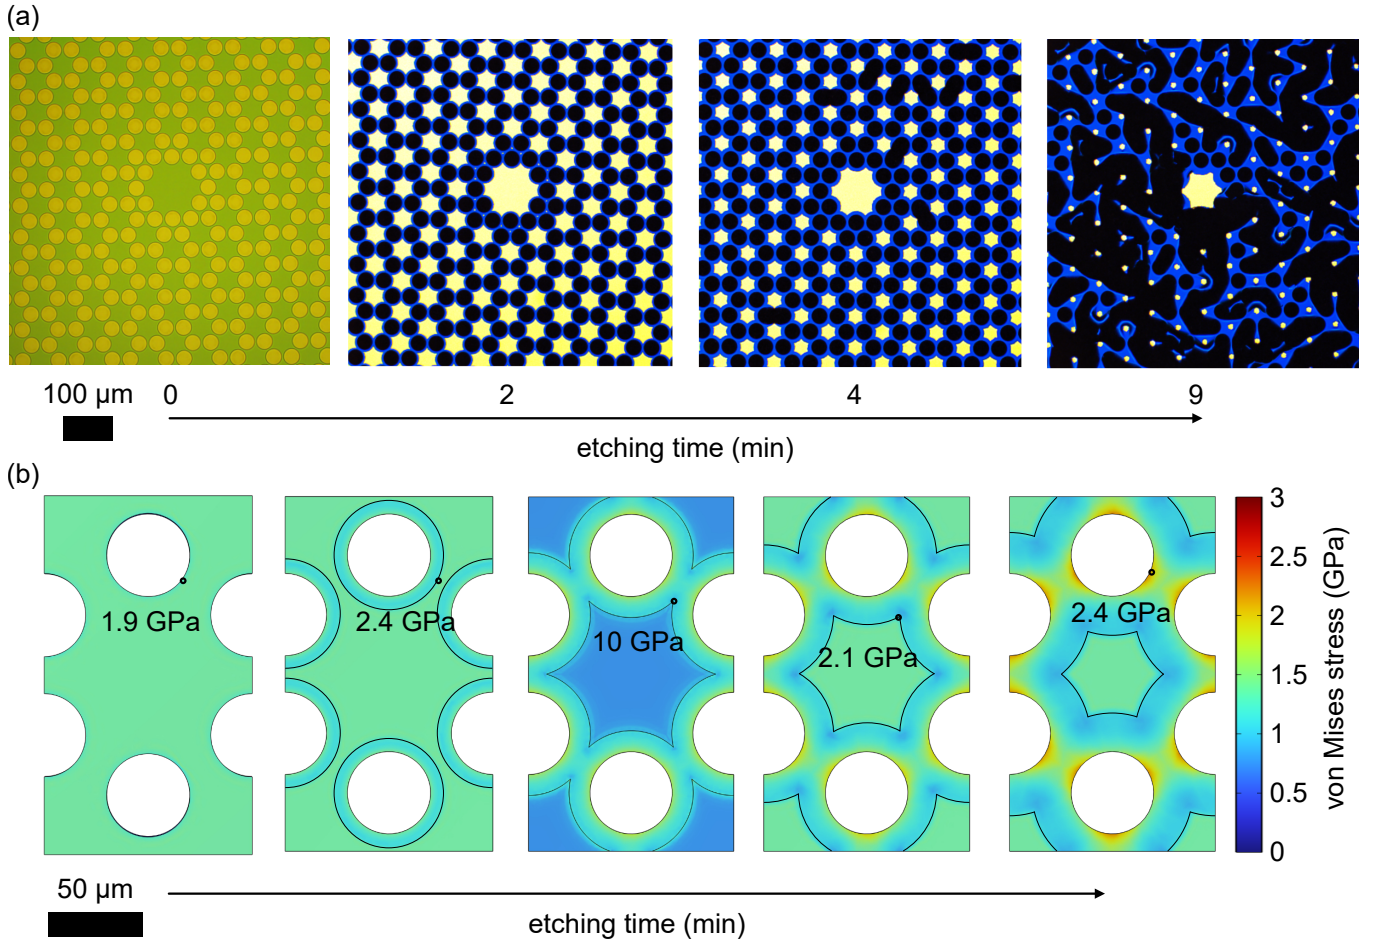 (a)
100 µm 0 2 4 9
etching time (min)
(b)
1.9 GPa 2.4 GPa 10 GPa 2.1 GPa 2.4 GPa
3
2.5
2
1.5
1
0.5
0
von Mises stress (GPa)
50 µm
etching time (min)